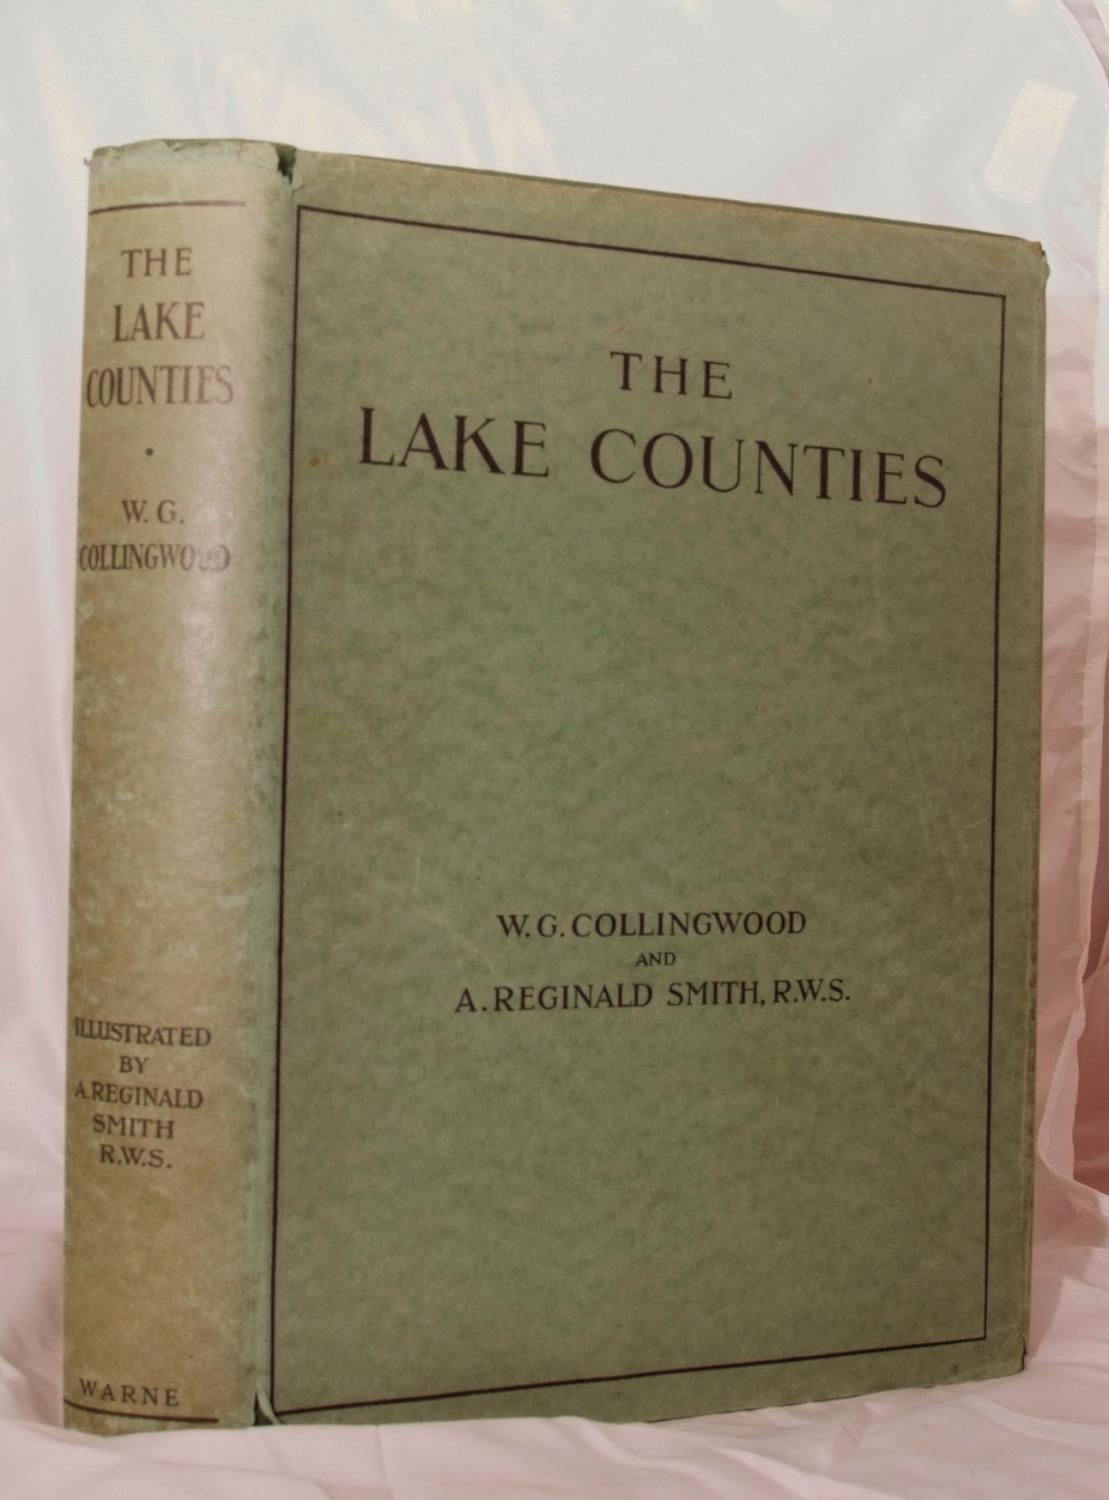 THE
LAKE
COUNTIES
•
W. G.
COLLINGWOOD
ILLUSTRATED
BY
A. REGINALD
SMITH
R.W.S.
WARNE
THE
LAKE COUNTIES
W. G. COLLINGWOOD
AND
A. REGINALD SMITH, R.W.S.